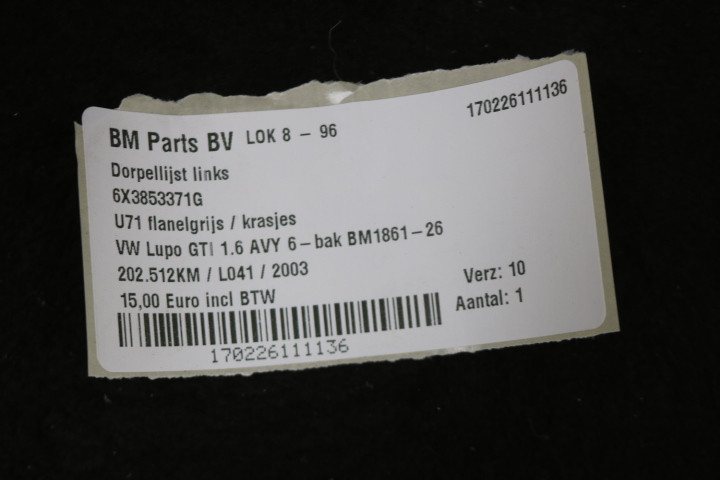 BM Parts BV LOK 8 - 96 170226111136
Dorpellijst links
6X3853371G
U71 flanelgrijs / krasjes
VW Lupo GTI 1.6 AVY 6-bak BM1861-26
202.512KM / L041 / 2003 Verz: 10
15,00 Euro incl BTW Aantal: 1
170226111136